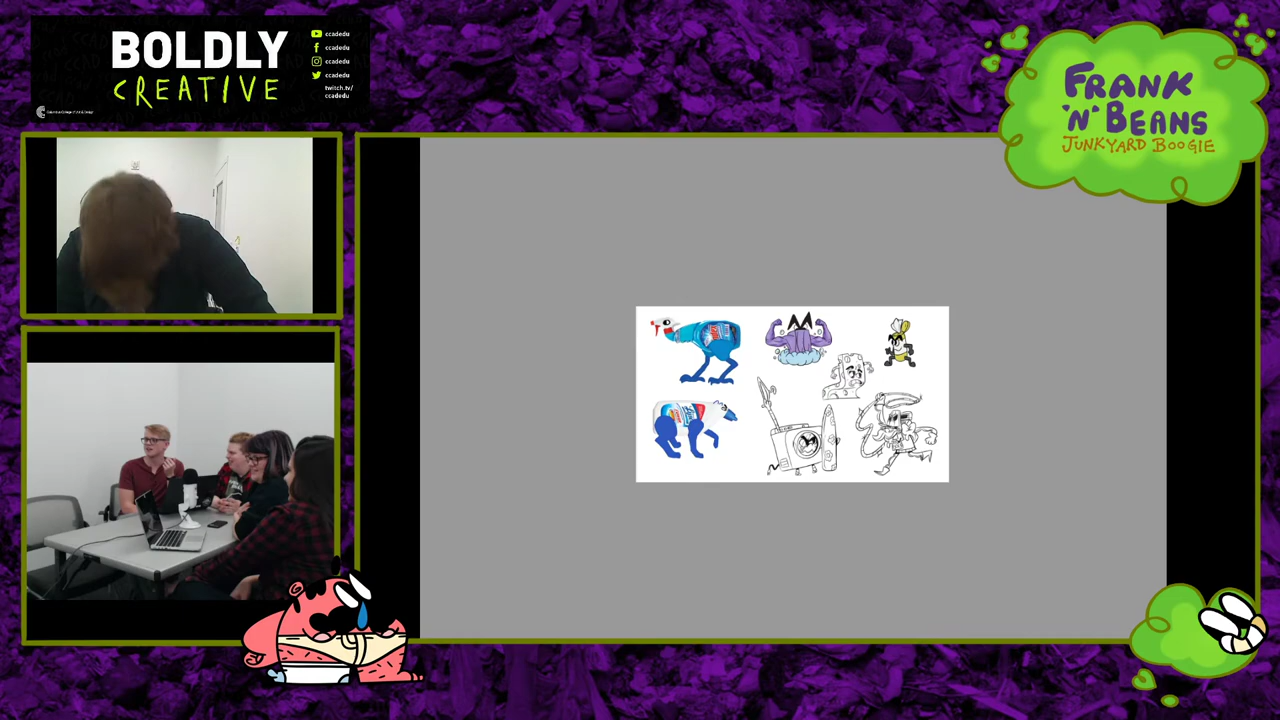 BOLDLY
CREATIVE
ccadedu
ccadedu
ccadedu
ccadedu
twitch.tv/
ccadedu
FRANK
'N' BEANS
JUNKYARD BOOGIE